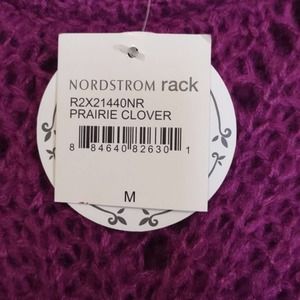 NORDSTROM rack
R2X21440NR
PRAIRIE CLOVER
8 84640 82630 1
M